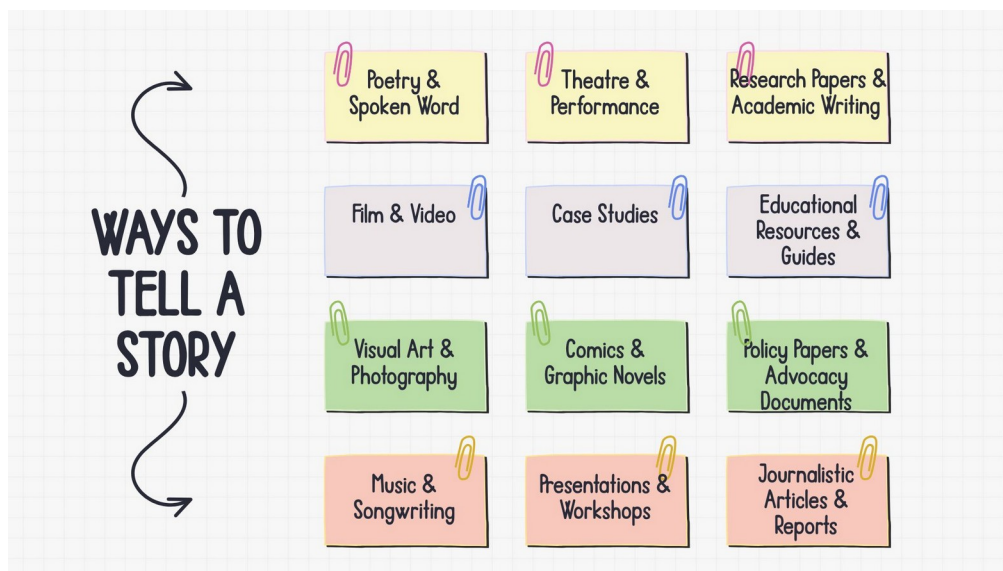 WAYS TO
TELL A
STORY
Poetry &
Spoken Word
Theatre &
Performance
Research Papers &
Academic Writing
Film & Video
Case Studies
Educational
Resources &
Guides
Visual Art &
Photography
Comics &
Graphic Novels
Policy Papers &
Advocacy
Documents
Music &
Songwriting
Presentations &
Workshops
Journalistic
Articles &
Reports